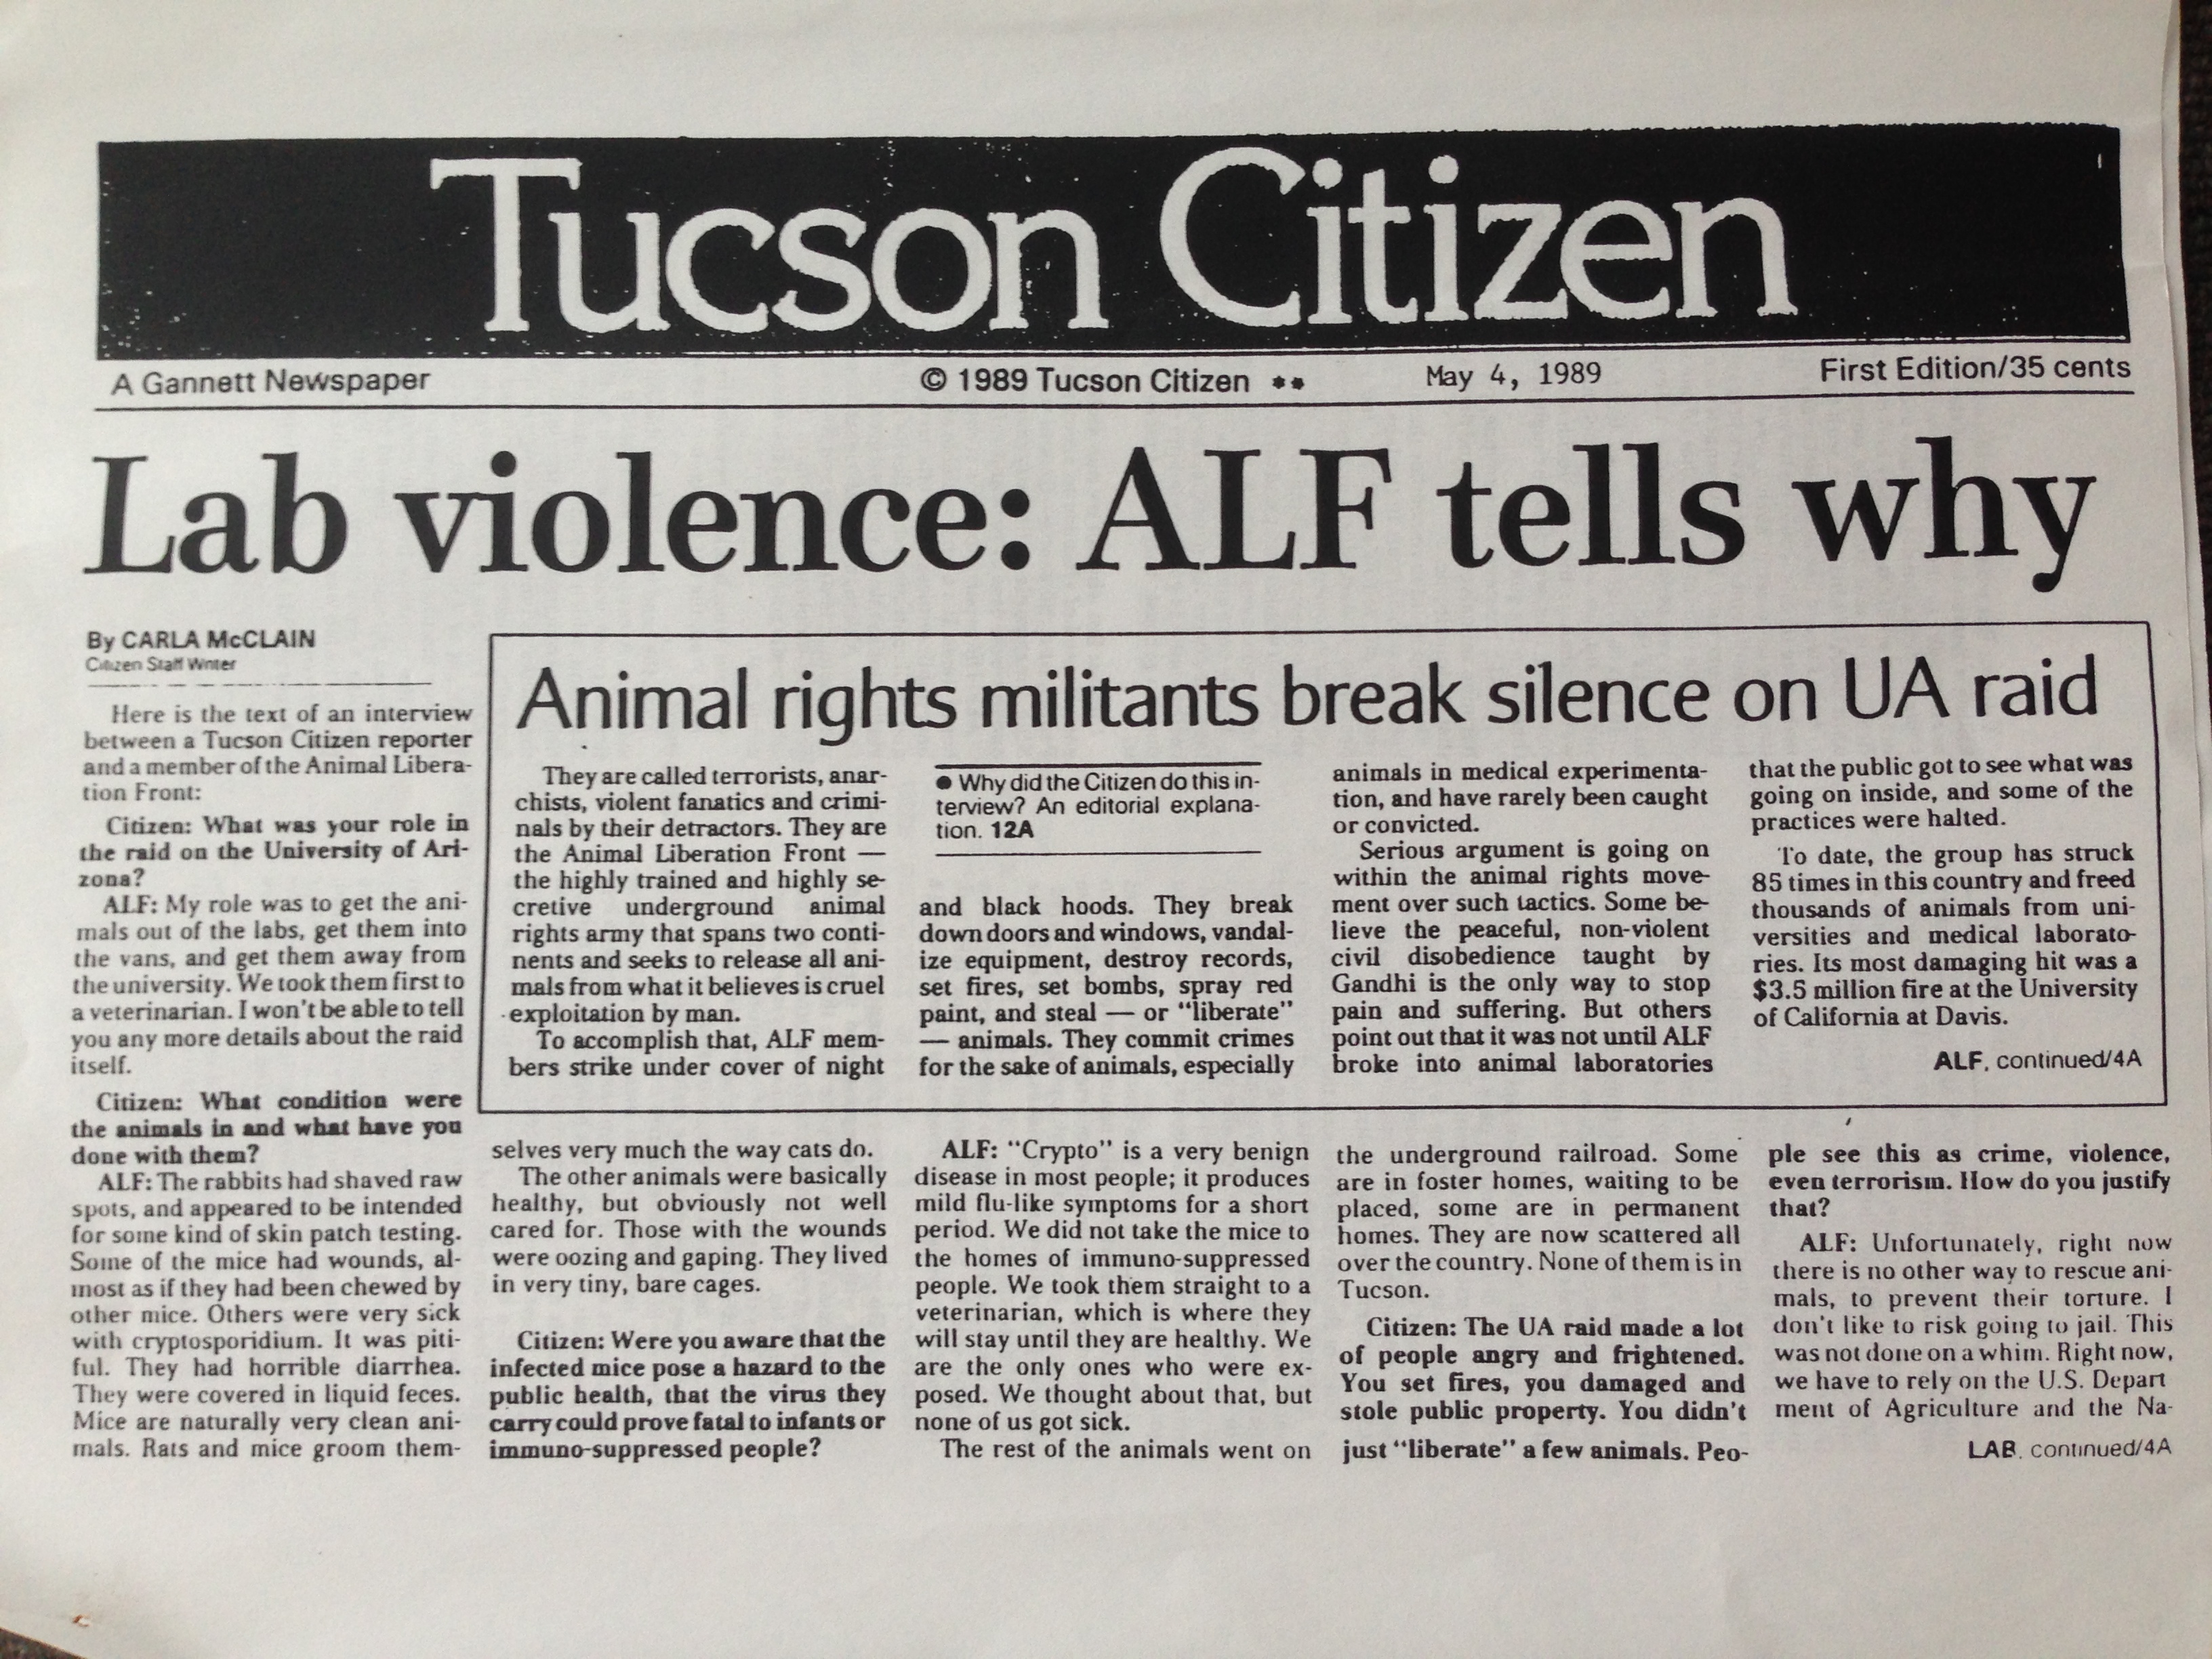 Tucson Citizen
A Gannett Newspaper
© 1989 Tucson Citizen **
May 4, 1989
First Edition/35 cents
Lab violence: ALF tells why
By CARLA McCLAIN
Citizen Staff Writer
Here is the text of an interview
between a Tucson Citizen reporter
and a member of the Animal Libera-
tion Front:
Citizen: What was your role in
the raid on the University of Ari-
zona?
ALF: My role was to get the ani-
mals out of the labs, get them into
the vans, and get them away from
the university. We took them first to
a veterinarian. I won't be able to tell
you any more details about the raid
itself.
Citizen: What condition were
the animals in and what have you
done with them?
ALF: The rabbits had shaved raw
spots, and appeared to be intended
for some kind of skin patch testing.
Some of the mice had wounds, al-
most as if they had been chewed by
other mice. Others were very sick
with cryptosporidium. It was piti-
ful. They had horrible diarrhea.
They were covered in liquid feces.
Mice are naturally very clean ani-
mals. Rats and mice groom them-
selves very much the way cats do.
The other animals were basically
healthy, but obviously not well
cared for. Those with the wounds
were oozing and gaping. They lived
in very tiny, bare cages.
Citizen: Were you aware that the
infected mice pose a hazard to the
public health, that the virus they
carry could prove fatal to infants or
immuno-suppressed people?
ALF: "Crypto" is a very benign
disease in most people; it produces
mild flu-like symptoms for a short
period. We did not take the mice to
the homes of immuno-suppressed
people. We took them straight to a
veterinarian, which is where they
will stay until they are healthy. We
are the only ones who were ex-
posed. We thought about that, but
none of us got sick.
The rest of the animals went on
the underground railroad. Some
are in foster homes, waiting to be
placed, some are in permanent
homes. They are now scattered all
over the country. None of them is in
Tucson.
Citizen: The UA raid made a lot
of people angry and frightened.
You set fires, you damaged and
stole public property. You didn't
just "liberate" a few animals. Peo-
ple see this as crime, violence,
even terrorism. How do you justify
that?
ALF: Unfortunately, right now
there is no other way to rescue ani-
mals, to prevent their torture. I
don't like to risk going to jail. This
was not done on a whim. Right now,
we have to rely on the U.S. Depart
ment of Agriculture and the Na-
LAB, continued/4A
Animal rights militants break silence on UA raid
They are called terrorists, anar-
chists, violent fanatics and crimi-
nals by their detractors. They are
the Animal Liberation Front —
the highly trained and highly se-
cretive underground animal
rights army that spans two conti-
nents and seeks to release all ani-
mals from what it believes is cruel
exploitation by man.
To accomplish that, ALF mem-
bers strike under cover of night
● Why did the Citizen do this in-
terview? An editorial explana-
tion. 12A
and black hoods. They break
down doors and windows, vandal-
ize equipment, destroy records,
set fires, set bombs, spray red
paint, and steal — or "liberate"
— animals. They commit crimes
for the sake of animals, especially
animals in medical experimenta-
tion, and have rarely been caught
or convicted.
Serious argument is going on
within the animal rights move-
ment over such tactics. Some be-
lieve the peaceful, non-violent
civil disobedience taught by
Gandhi is the only way to stop
pain and suffering. But others
point out that it was not until ALF
broke into animal laboratories
that the public got to see what was
going on inside, and some of the
practices were halted.
To date, the group has struck
85 times in this country and freed
thousands of animals from uni-
versities and medical laborato-
ries. Its most damaging hit was a
$3.5 million fire at the University
of California at Davis.
ALF, continued/4A